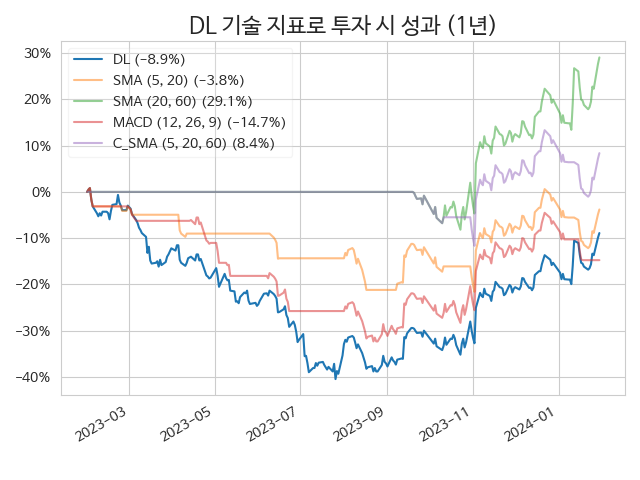 DL 기술 지표로 투자 시 성과 (1년)
DL (−8.9%)
SMA (5, 20) (−3.8%)
SMA (20, 60) (29.1%)
MACD (12, 26, 9) (−14.7%)
C_SMA (5, 20, 60) (8.4%)
30%
20%
10%
0%
−10%
−20%
−30%
−40%
2023−03
2023−05
2023−07
2023−09
2023−11
2024−01